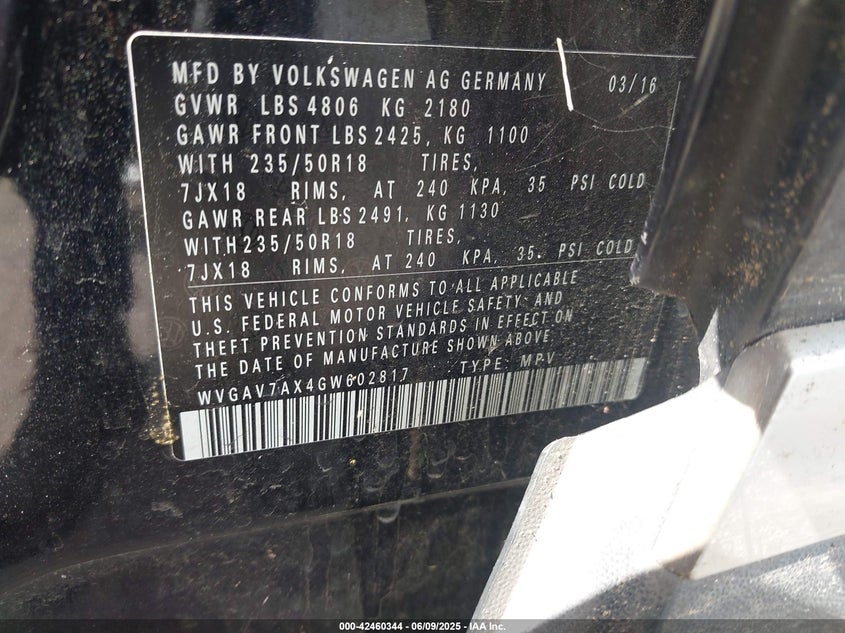 MFD BY VOLKSWAGEN AG GERMANY 03/16
GVWR LBS 4806 KG 2180
GAWR FRONT LBS 2425, KG 1100
WITH 235/50R18 TIRES,
7JX18 RIMS, AT 240 KPA, 35 PSI COLD
GAWR REAR LBS 2491, KG 1130
WITH 235/50R18 TIRES,
7JX18 RIMS, AT 240 KPA, 35. PSI COLD
THIS VEHICLE CONFORMS TO ALL APPLICABLE
U.S. FEDERAL MOTOR VEHICLE SAFETY AND
THEFT PREVENTION STANDARDS IN EFFECT ON
THE DATE OF MANUFACTURE SHOWN ABOVE
WVGAV7AX4GW602817 TYPE: MPV
000-42460344 | 06/09/2025 | IAA Inc.